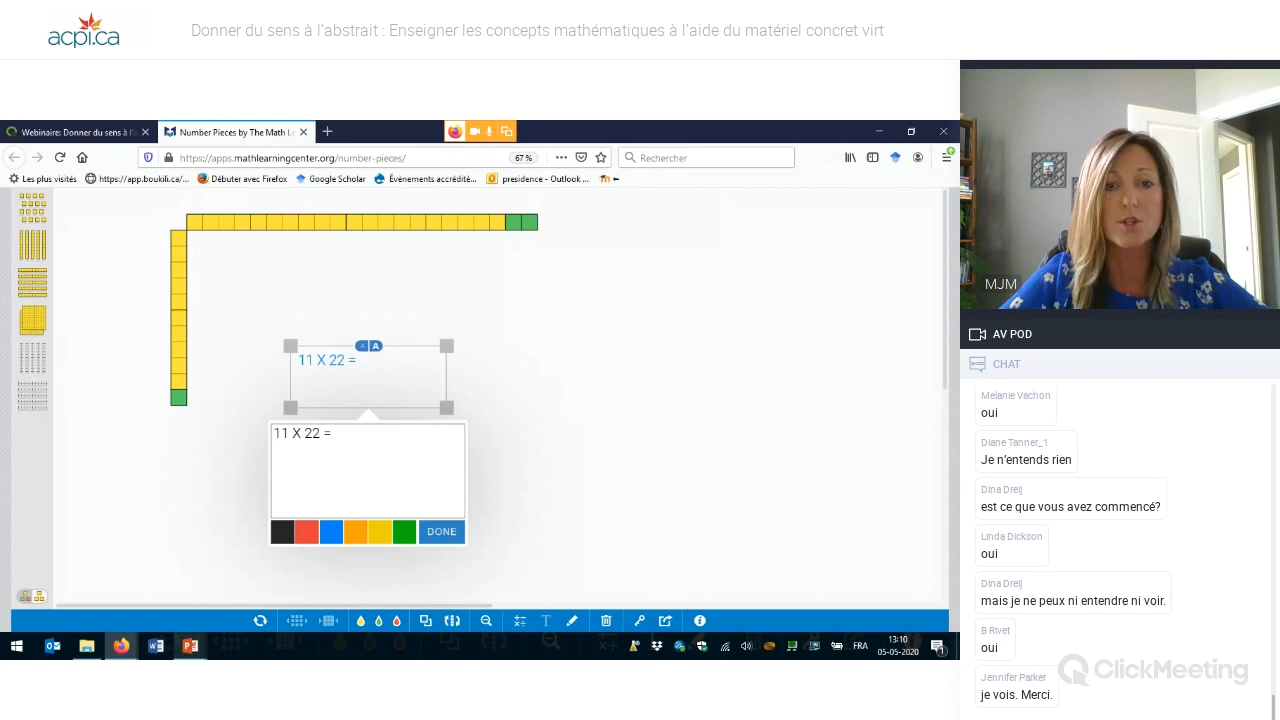 acpi.ca
Donner du sens à l'abstrait : Enseigner les concepts mathématiques à l'aide du matériel concret virt
Webinaire: Donner du sens à l'a
Number Pieces by The Math Le
https://apps.mathlearningcenter.org/number-pieces/
67 %
Rechercher
Les plus visités
https://app.boukili.ca/...
Débuter avec Firefox
Google Scholar
Évènements accrédité...
presidence - Outlook ...
11 X 22 =
11 X 22 =
DONE
FRA
13:10
05-05-2020
1
MJM
AV POD
CHAT
Melanie Vachon
oui
Diane Tanner_1
Je n'entends rien
Dina Dreij
est ce que vous avez commencé?
Linda Dickson
oui
Dina Dreij
mais je ne peux ni entendre ni voir.
B Rivet
oui
Jennifer Parker
je vois. Merci.
ClickMeeting